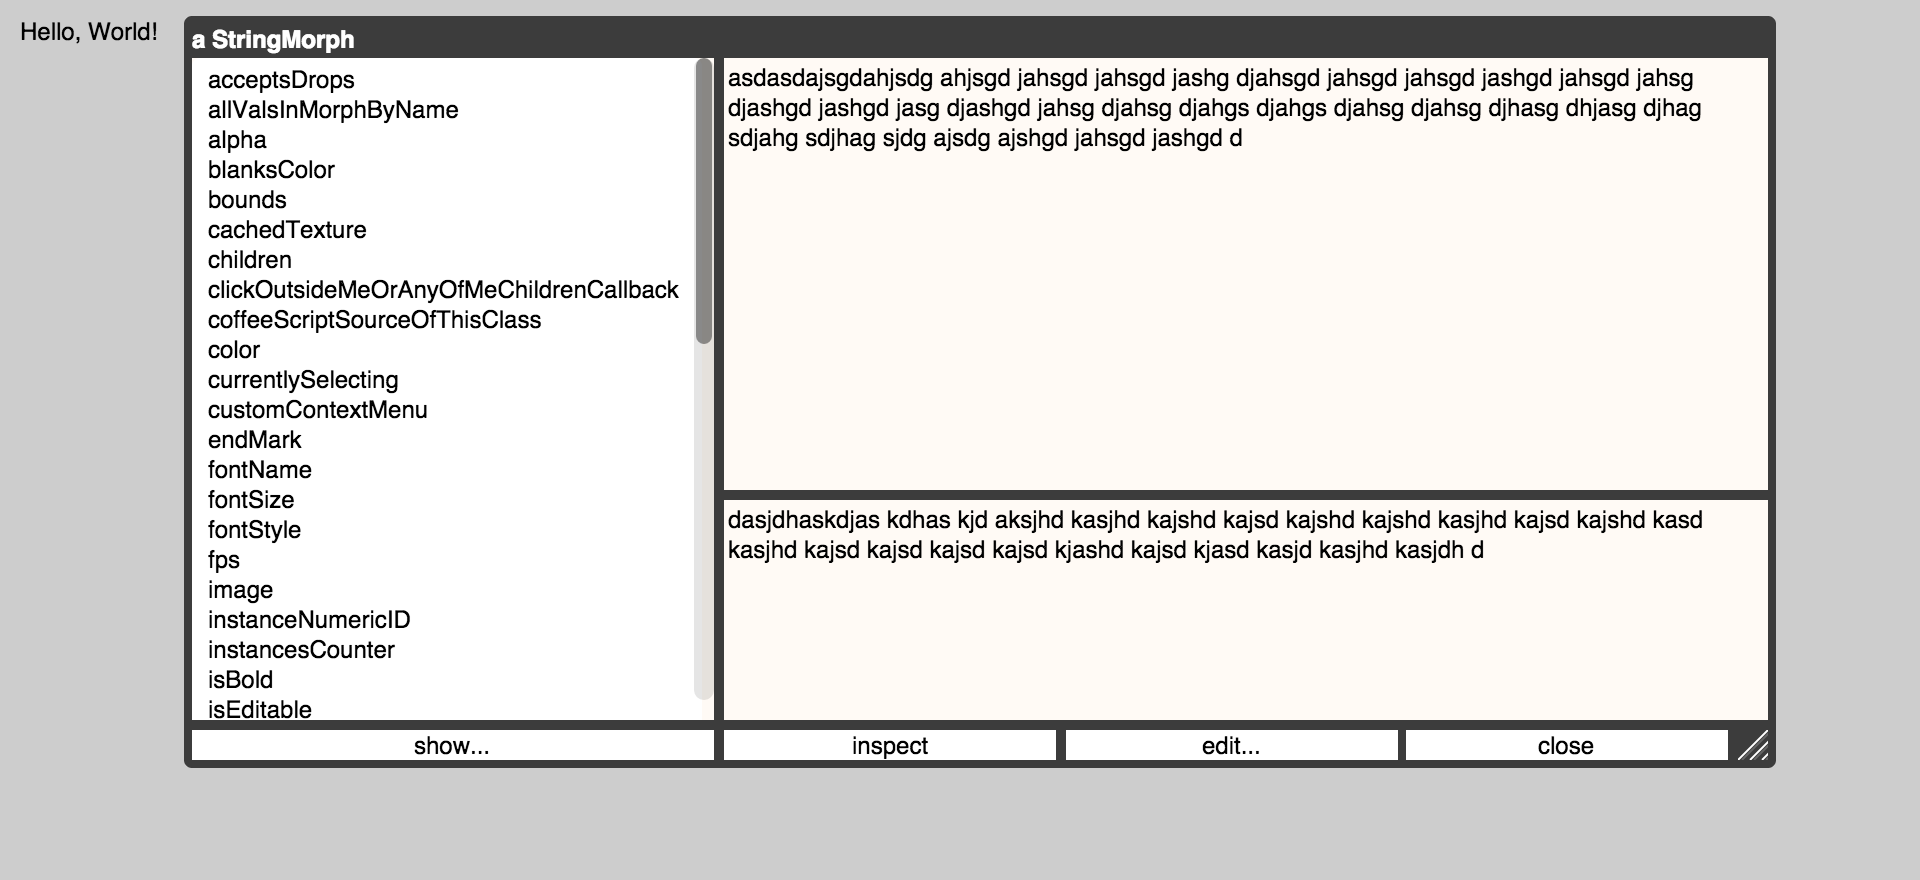 Hello, World!
a StringMorph
acceptsDrops
allValsInMorphByName
alpha
blanksColor
bounds
cachedTexture
children
clickOutsideMeOrAnyOfMeChildrenCallback
coffeeScriptSourceOfThisClass
color
currentlySelecting
customContextMenu
endMark
fontName
fontSize
fontStyle
fps
image
instanceNumericID
instancesCounter
isBold
isEditable
asdasdajsgdahjsdg ahjsgd jahsgd jahsgd jashg djahsgd jahsgd jahsgd jashgd jahsgd jahsg
djashgd jashgd jasg djashgd jahsg djahsg djahgs djahgs djahsg djahsg djhasg dhjasg djhag
sdjahg sdjhag sjdg ajsdg ajshgd jahsgd jashgd d
dasjdhaskdjas kdhas kjd aksjhd kasjhd kajshd kajsd kajshd kajshd kasjhd kajsd kajshd kasd
kasjhd kajsd kajsd kajsd kajsd kjashd kajsd kjasd kasjd kasjhd kasjdh d
show...
inspect
edit...
close